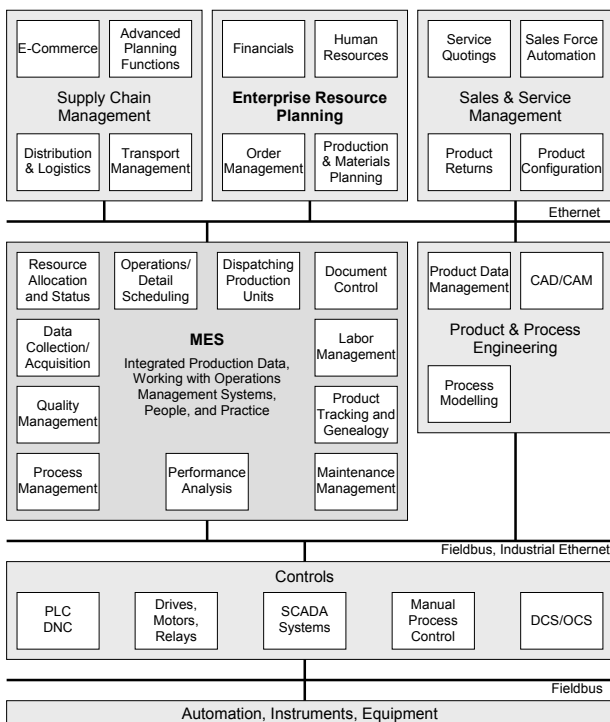 E-Commerce
Advanced
Planning
Functions
Supply Chain
Management
Distribution
& Logistics
Transport
Management
Financials
Human
Resources
Enterprise Resource
Planning
Order
Management
Production
& Materials
Planning
Service
Quotings
Sales Force
Automation
Sales & Service
Management
Product
Returns
Product
Configuration
Ethernet
Resource
Allocation
and Status
Operations/
Detail
Scheduling
Dispatching
Production
Units
Document
Control
Data
Collection/
Acquisition
MES
Integrated Production Data,
Working with Operations
Management Systems,
People, and Practice
Labor
Management
Quality
Management
Product
Tracking and
Genealogy
Process
Management
Performance
Analysis
Maintenance
Management
Product Data
Management
CAD/CAM
Product & Process
Engineering
Process
Modelling
Fieldbus, Industrial Ethernet
Controls
PLC
DNC
Drives,
Motors,
Relays
SCADA
Systems
Manual
Process
Control
DCS/OCS
Fieldbus
Automation, Instruments, Equipment